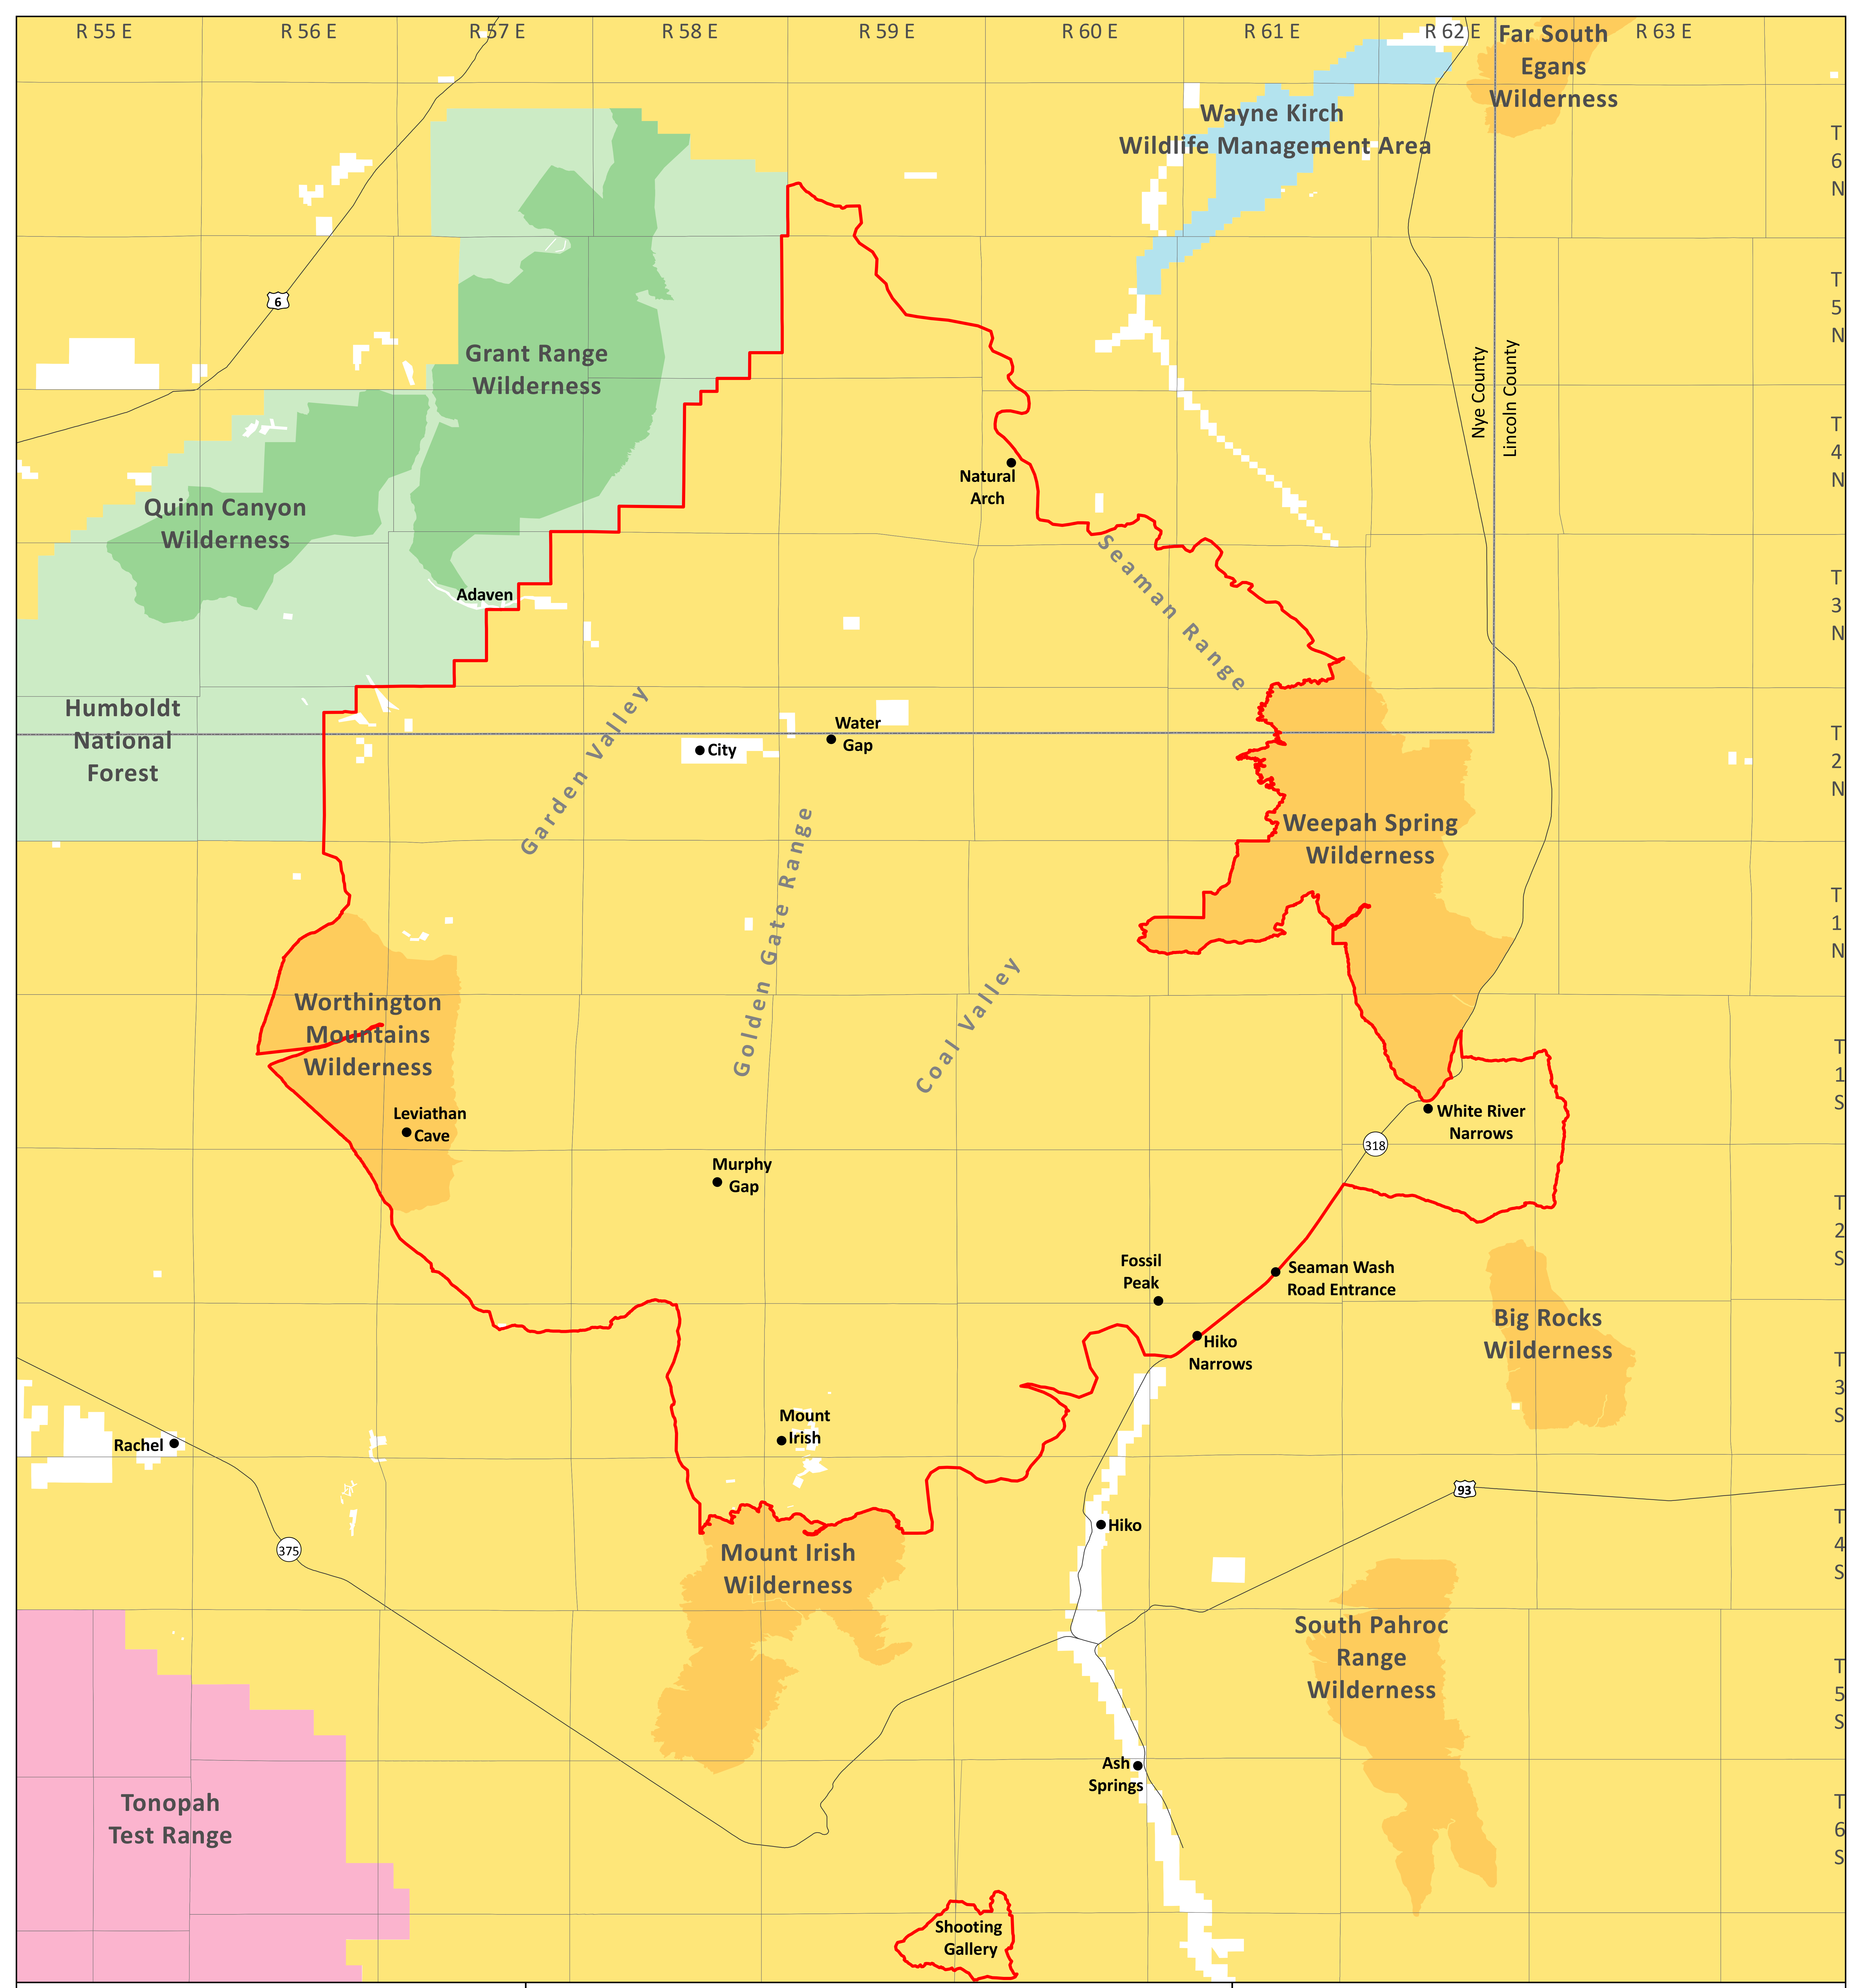 R 55 E
R 56 E
R 57 E
R 58 E
R 59 E
R 60 E
R 61 E
R 62 E
R 63 E
Far South
Egans
Wilderness
Wayne Kirch
Wildlife Management Area
T
6
N
6
T
5
N
Grant Range
Wilderness
Nye County
Lincoln County
T
4
N
Natural
Arch
Quinn Canyon
Wilderness
Seaman Range
Adaven
T
3
N
Humboldt
National
Forest
Garden Valley
City
Water
Gap
T
2
N
Weepah Spring
Wilderness
Golden Gate Range
T
1
N
Coal Valley
Worthington
Mountains
Wilderness
T
1
S
Leviathan
Cave
White River
Narrows
318
Murphy
Gap
T
2
S
Fossil
Peak
Seaman Wash
Road Entrance
Big Rocks
Wilderness
Hiko
Narrows
T
3
S
Mount
Irish
Rachel
93
Hiko
375
T
4
S
Mount Irish
Wilderness
South Pahroc
Range
Wilderness
T
5
S
Ash
Springs
Tonopah
Test Range
T
6
S
Shooting
Gallery